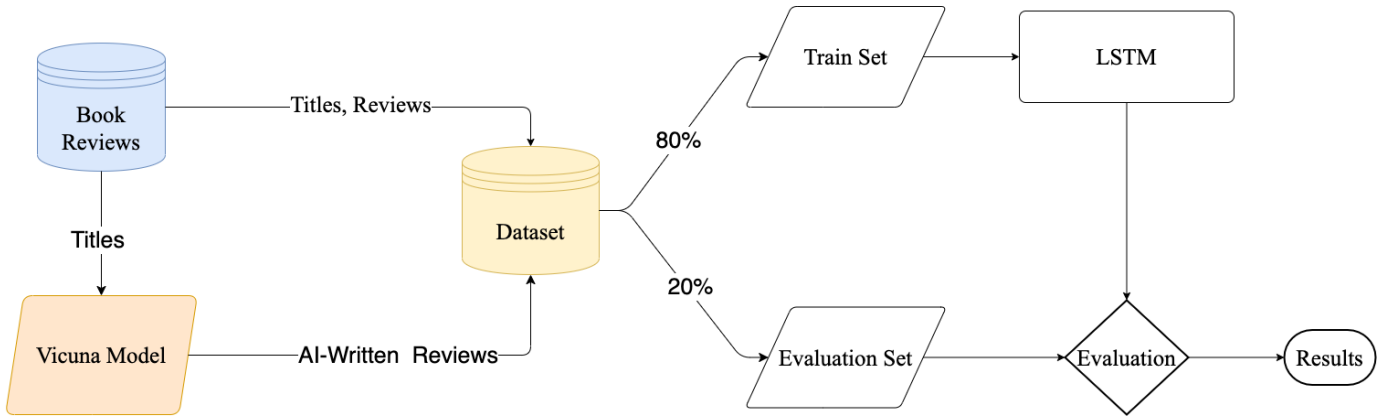 Book
Reviews
Titles, Reviews
Titles
Vicuna Model
AI-Written Reviews
Dataset
80%
20%
Train Set
LSTM
Evaluation Set
Evaluation
Results